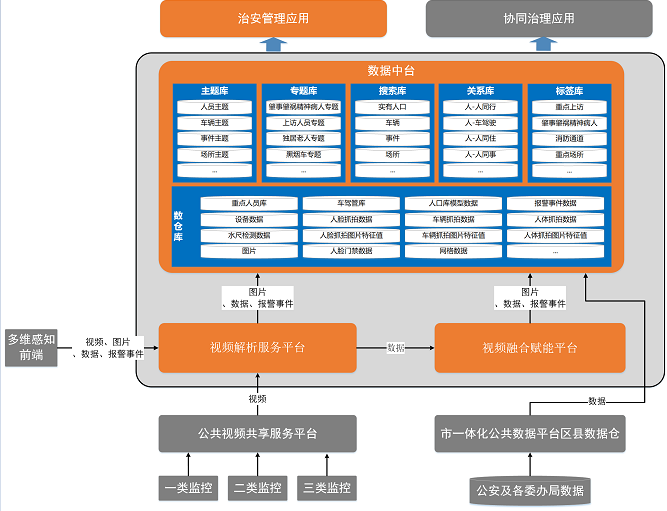 治安管理应用
协同治理应用
数据中台
主题库
人员主题
车辆主题
事件主题
场所主题
...
专题库
肇事肇祸精神病人专题
上访人员专题
独居老人专题
黑烟车专题
...
搜索库
实有人口
车辆
事件
场所
...
关系库
人-人同行
人-车驾驶
人-人同住
人-人同事
...
标签库
重点上访
肇事肇祸精神病人
消防通道
重点场所
...
数仓库
重点人员库
车驾管库
人口库模型数据
报警事件数据
设备数据
人脸抓拍数据
车辆抓拍数据
人体抓拍数据
水尺检测数据
人脸抓拍图片特征值
车辆抓拍图片特征值
人体抓拍图片特征值
图片
人脸门禁数据
网格数据
...
图片
、数据、报警事件
图片
、数据、报警事件
多维感知
前端
视频、图片
、数据、报警事件
视频解析服务平台
数据
视频融合赋能平台
视频
数据
公共视频共享服务平台
市一体化公共数据平台区县数据仓
一类监控
二类监控
三类监控
公安及各委办局数据